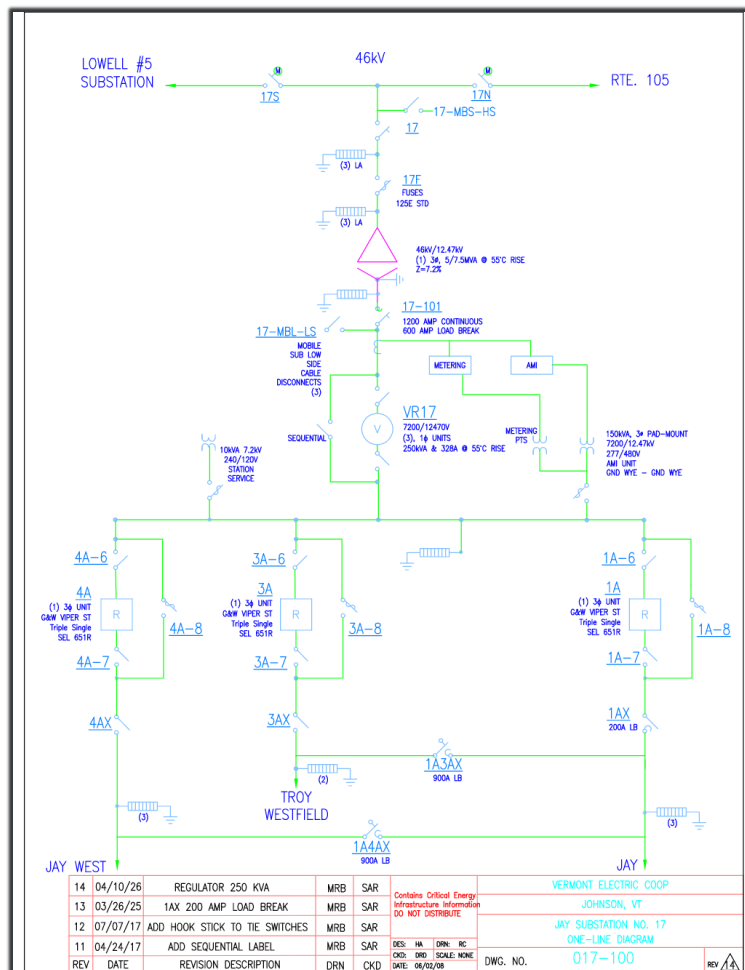 46kV
LOWELL #5
SUBSTATION
RTE. 105
M
M
17S
17N
17-MBS-HS
17
(3) LA
17F
FUSES
125E STD
(3) LA
46kV/12.47kV
(1) 3ø, 5/7.5MVA @ 55°C RISE
Z=7.2%
17-101
1200 AMP CONTINUOUS
600 AMP LOAD BREAK
17-MBL-LS
MOBILE
SUB LOW
SIDE
CABLE
DISCONNECTS
(3)
METERING
AMI
VR17
7200/12470V
(3), 1ϕ UNITS
250kVA & 328A @ 55°C RISE
V
SEQUENTIAL
METERING
PTS
150kVA, 3ø PAD-MOUNT
7200/12.47kV
277/480V
AMI UNIT
GND WYE - GND WYE
10kVA 7.2kV
240/120V
STATION
SERVICE
4A-6
3A-6
1A-6
4A
(1) 3ϕ UNIT
G&W VIPER ST
Triple Single
SEL 651R
R
4A-8
3A
(1) 3ϕ UNIT
G&W VIPER ST
Triple Single
SEL 651R
R
3A-8
1A
(1) 3ϕ UNIT
G&W VIPER ST
Triple Single
SEL 651R
R
1A-8
4A-7
3A-7
1A-7
4AX
3AX
1AX
200A LB
1A3AX
900A LB
(2)
TROY
WESTFIELD
(3)
(3)
1A4AX
900A LB
JAY WEST
JAY
14 04/10/26 REGULATOR 250 KVA MRB SAR
13 03/26/25 1AX 200 AMP LOAD BREAK MRB SAR
12 07/07/17 ADD HOOK STICK TO TIE SWITCHES MRB SAR
11 04/24/17 ADD SEQUENTIAL LABEL MRB SAR
REV DATE REVISION DESCRIPTION DRN CKD
Contains Critical Energy
Infrastructure Information
DO NOT DISTRIBUTE
DES: HA DRN: RC
CKD: DRD SCALE: NONE
DATE: 06/02/08
VERMONT ELECTRIC COOP
JOHNSON, VT
JAY SUBSTATION NO. 17
ONE-LINE DIAGRAM
DWG. NO. 017-100 REV 14